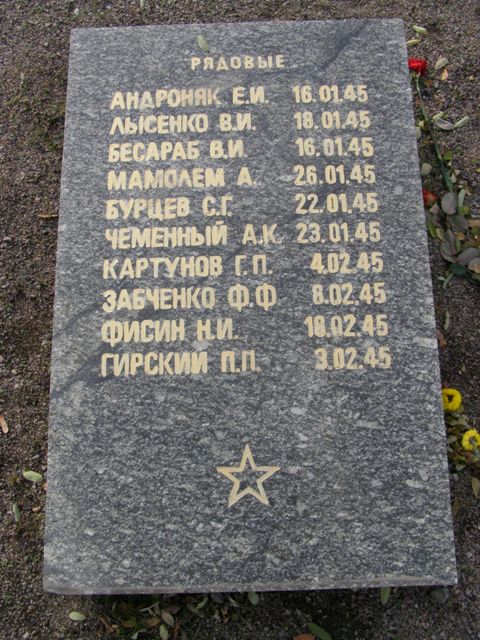 РЯДОВЫЕ
АНДРОНЯК Е.И. 16.01.45
ЛЫСЕНКО В.И. 18.01.45
БЕСАРАБ В.И. 16.01.45
МАМОЛЕМ А. 26.01.45
БУРЦЕВ С.Г. 22.01.45
ЧЕМЕННЫЙ А.К. 23.01.45
КАРТУНОВ Г.П. 4.02.45
ЗАБЧЕНКО Ф.Ф 8.02.45
ФИСИН Н.И. 18.02.45
ГИРСКИЙ П.П. 3.02.45